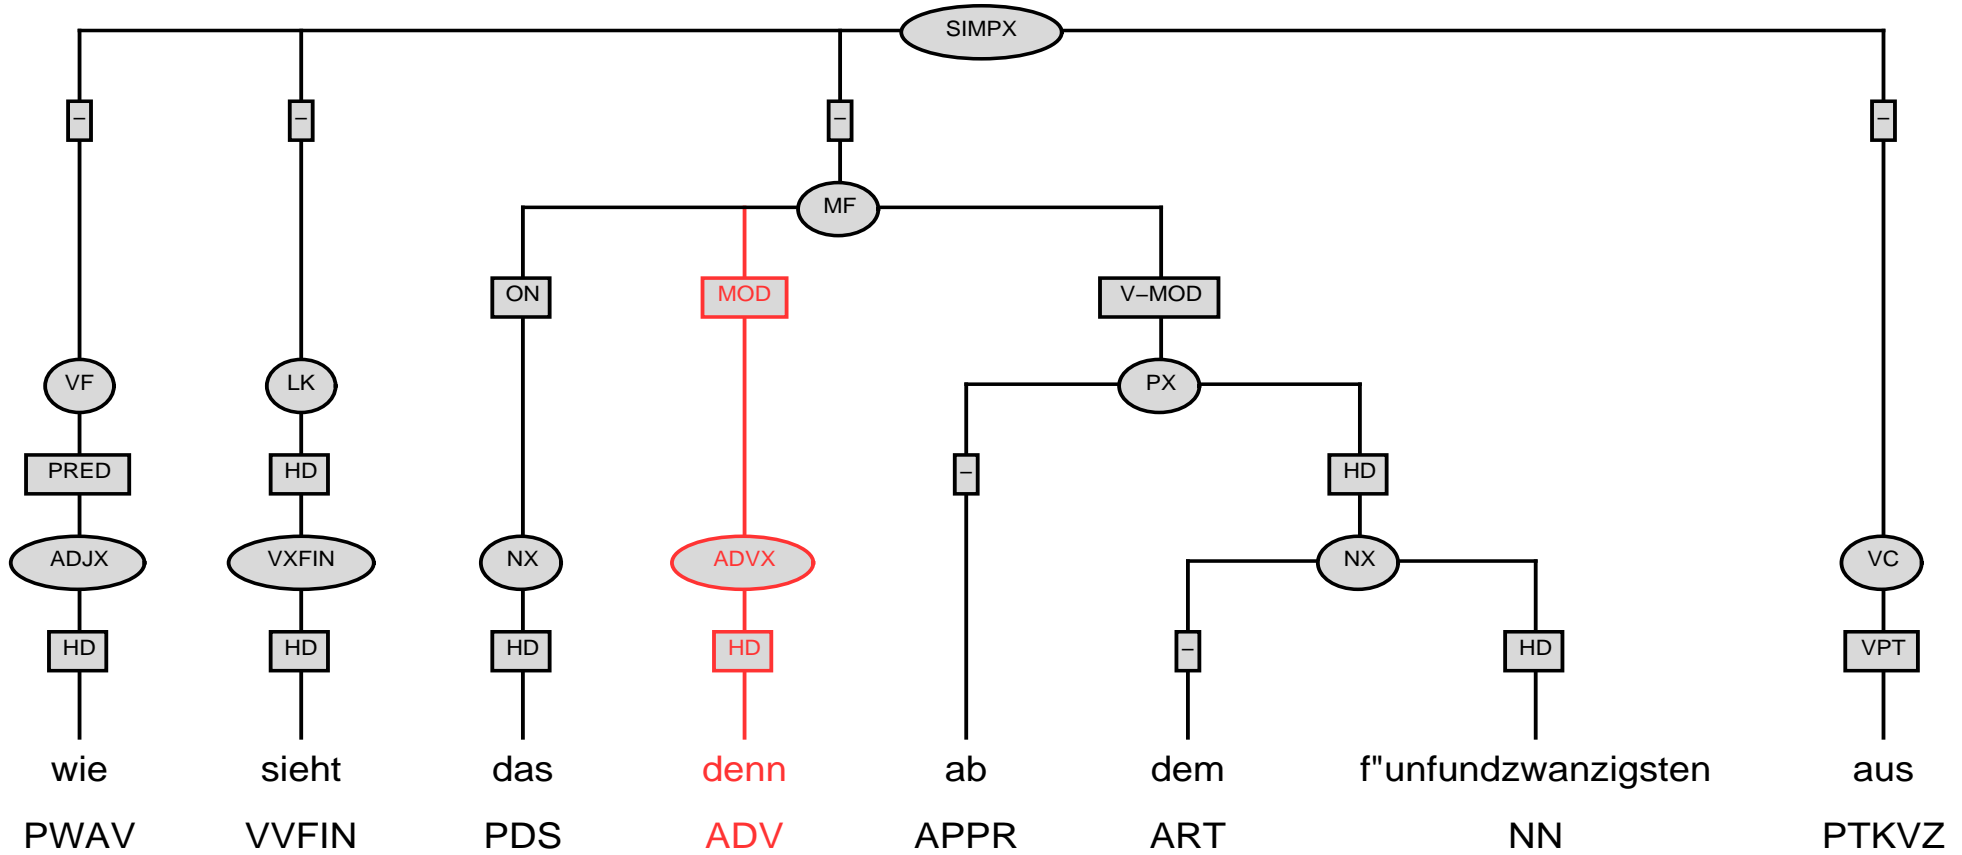 SIMPX
– – – –
MF
ON MOD V–MOD
VF LK PX
PRED HD – HD
ADJX VXFIN NX ADVX NX VC
HD HD HD HD – HD VPT
wie sieht das denn ab dem f"unfundzwanzigsten aus
PWAV VVFIN PDS ADV APPR ART NN PTKVZ